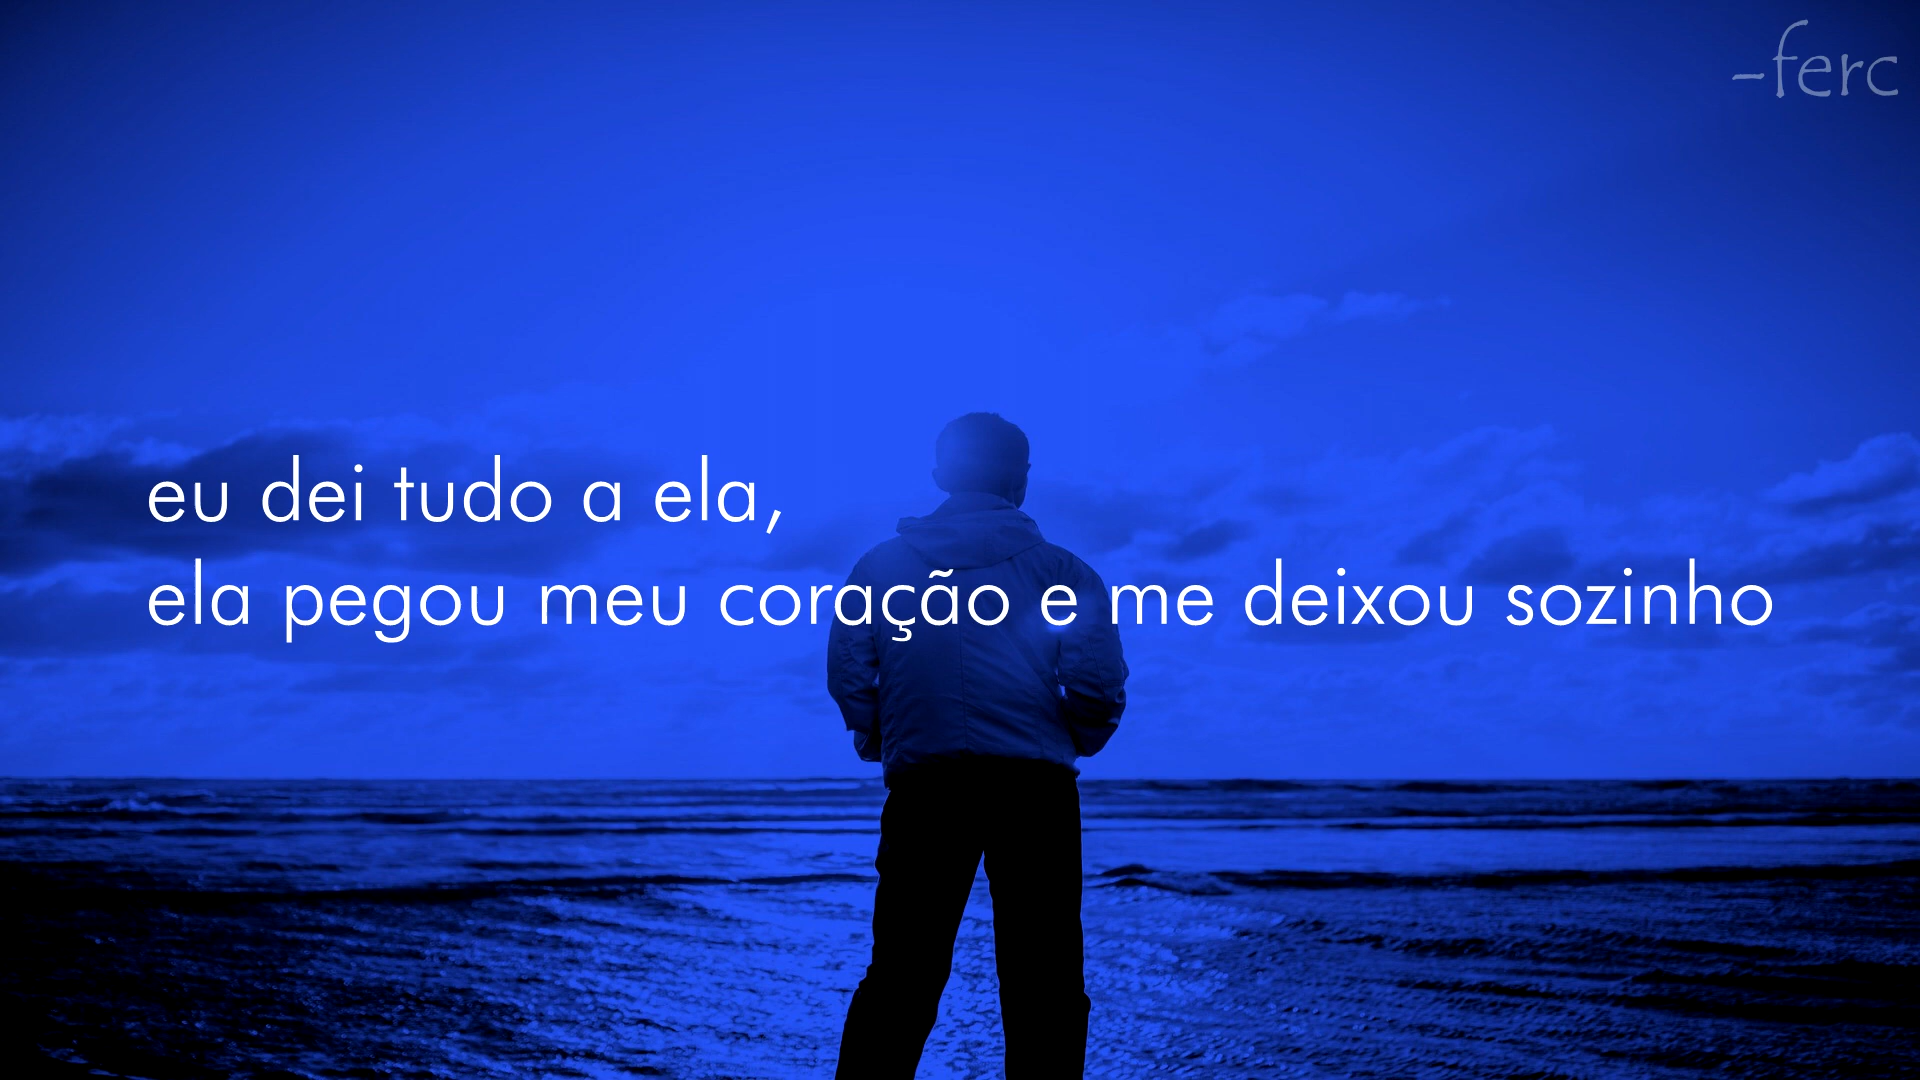 -ferc
eu dei tudo a ela,
ela pegou meu coração e me deixou sozinho